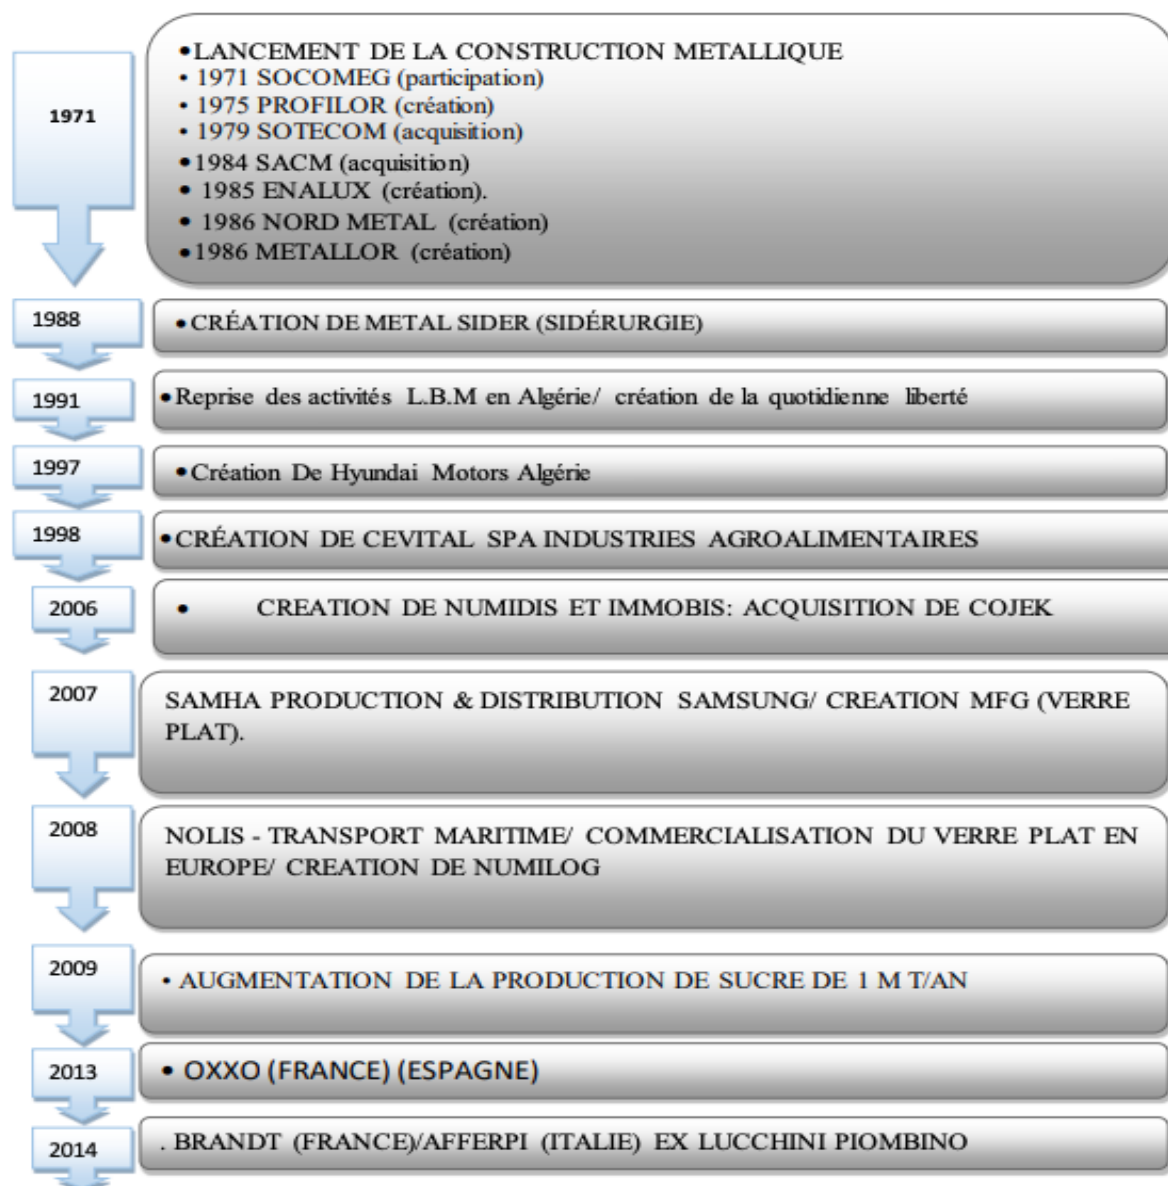 1971
•LANCEMENT DE LA CONSTRUCTION METALLIQUE
• 1971 SOCOMEG (participation)
• 1975 PROFILOR (création)
• 1979 SOTECOM (acquisition)
•1984 SACM (acquisition)
• 1985 ENALUX (création).
• 1986 NORD METAL (création)
•1986 METALLOR (création)
1988
•CRÉATION DE METAL SIDER (SIDÉRURGIE)
1991
•Reprise des activités L.B.M en Algérie/ création de la quotidienne liberté
1997
•Création De Hyundai Motors Algérie
1998
•CRÉATION DE CEVITAL SPA INDUSTRIES AGROALIMENTAIRES
2006
• CREATION DE NUMIDIS ET IMMOBIS: ACQUISITION DE COJEK
2007
SAMHA PRODUCTION & DISTRIBUTION SAMSUNG/ CREATION MFG (VERRE
PLAT).
2008
NOLIS - TRANSPORT MARITIME/ COMMERCIALISATION DU VERRE PLAT EN
EUROPE/ CREATION DE NUMILOG
2009
• AUGMENTATION DE LA PRODUCTION DE SUCRE DE 1 M T/AN
2013
• OXXO (FRANCE) (ESPAGNE)
2014
. BRANDT (FRANCE)/AFFERPI (ITALIE) EX LUCCHINI PIOMBINO